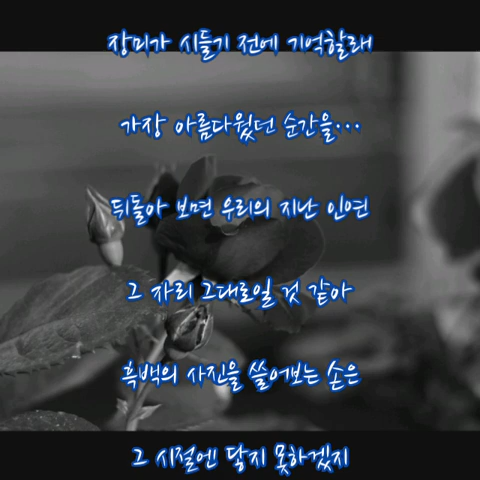 장미가 시들기 전에 기억할래
가장 아름다웠던 순간을...
뒤돌아 보면 우리의 지난 인연
그 자리 그대로일 것 같아
흑백의 사진을 쓸어보는 손은
그 시절엔 닿지 못하겠지